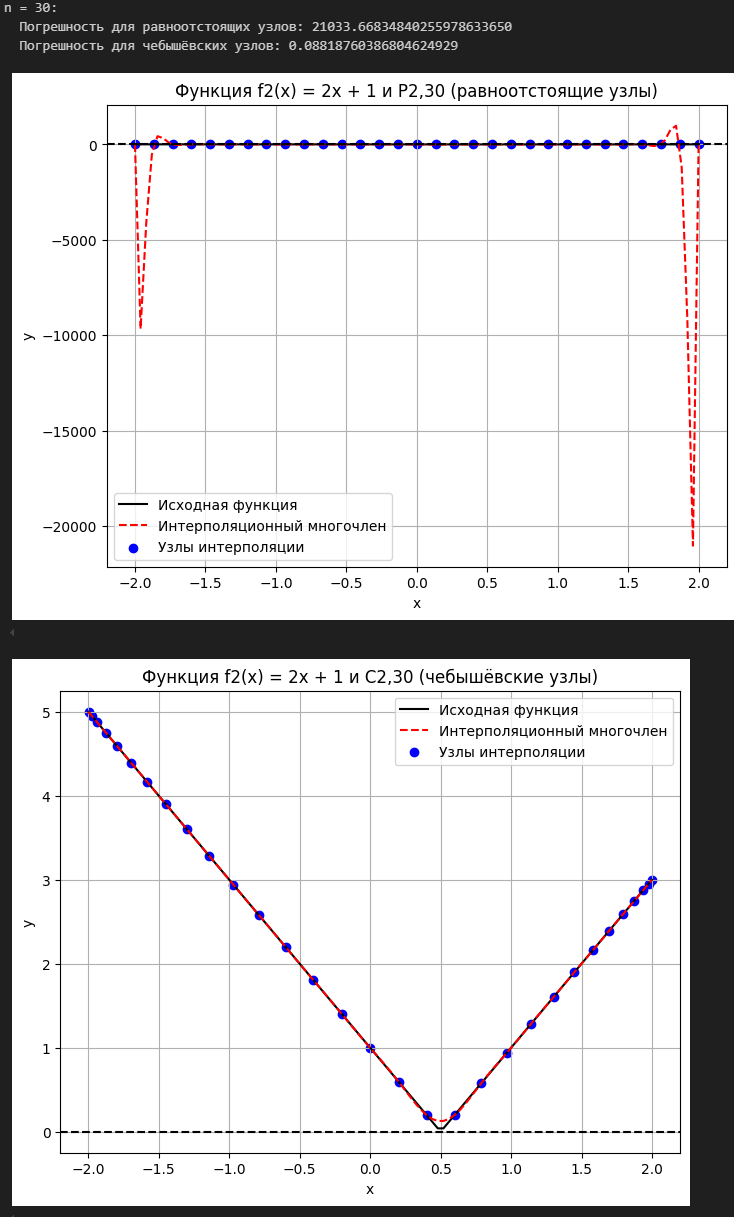 n = 30:
Погрешность для равноотстоящих узлов: 21033.66834840255978633650
Погрешность для чебышёвских узлов: 0.08818760386804624929
Функция f2(x) = 2x + 1 и P2,30 (равноотстоящие узлы)
0
−5000
−10000
−15000
−20000
y
Исходная функция
Интерполяционный многочлен
Узлы интерполяции
−2.0 −1.5 −1.0 −0.5 0.0 0.5 1.0 1.5 2.0
x
Функция f2(x) = 2x + 1 и C2,30 (чебышёвские узлы)
Исходная функция
Интерполяционный многочлен
Узлы интерполяции
5
4
3
2
1
0
y
−2.0 −1.5 −1.0 −0.5 0.0 0.5 1.0 1.5 2.0
x